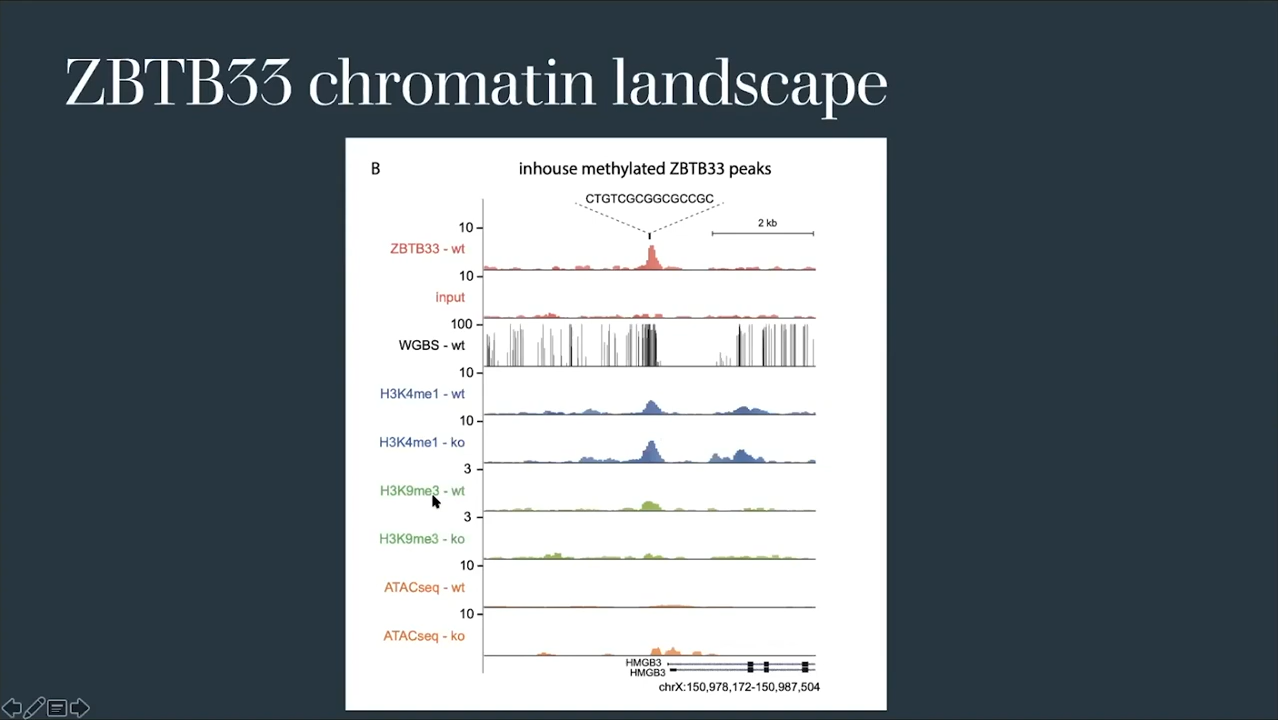 ZBTB33 chromatin landscape
B
inhouse methylated ZBTB33 peaks
CTGTCGCGGCGCCGC
2 kb
10
ZBTB33 - wt
10
input
100
WGBS - wt
10
H3K4me1 - wt
10
H3K4me1 - ko
3
H3K9me3 - wt
3
H3K9me3 - ko
10
ATACseq - wt
10
ATACseq - ko
HMGB3
HMGB3
chrX:150,978,172-150,987,504